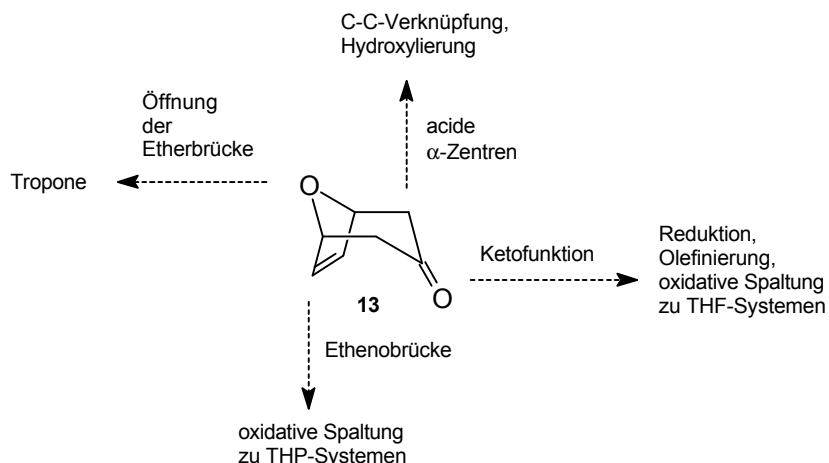 C-C-Verknüpfung,
Hydroxylierung
Öffnung
der
Etherbrücke
acide
α-Zentren
Tropone
O
Ketofunktion
Reduktion,
Olefinierung,
oxidative Spaltung
zu THF-Systemen
13
O
Ethenobrücke
oxidative Spaltung
zu THP-Systemen